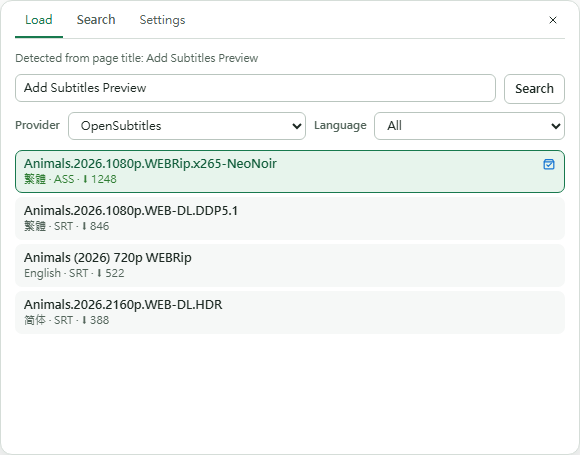 Load Search Settings ×
Detected from page title: Add Subtitles Preview
Add Subtitles Preview Search
Provider OpenSubtitles Language All
Animals.2026.1080p.WEBRip.x265-NeoNoir
繁體 · ASS · ⬇ 1248
Animals.2026.1080p.WEB-DL.DDP5.1
繁體 · SRT · ⬇ 846
Animals (2026) 720p WEBRip
English · SRT · ⬇ 522
Animals.2026.2160p.WEB-DL.HDR
简体 · SRT · ⬇ 388